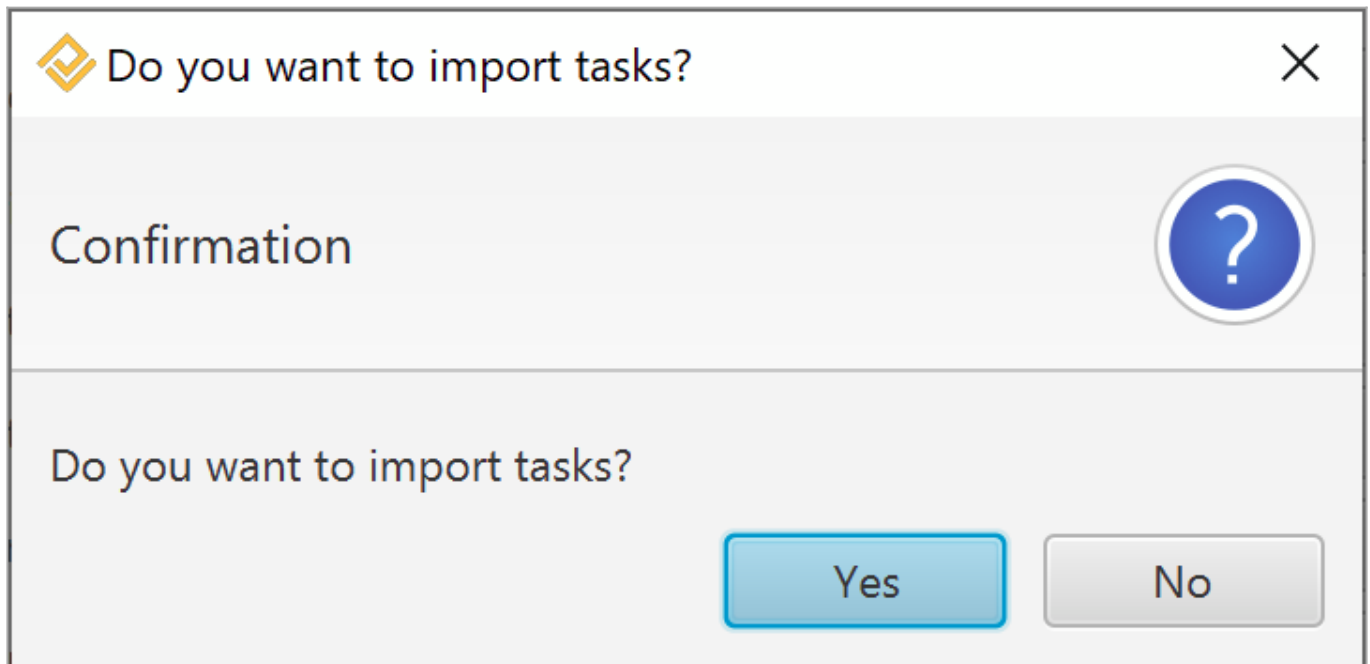 Do you want to import tasks?
Confirmation
?
Do you want to import tasks?
Yes No